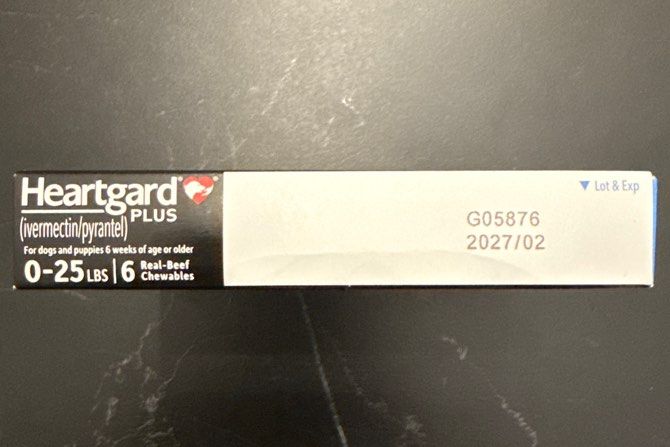 Heartgard®
PLUS
(ivermectin/pyrantel)
For dogs and puppies 6 weeks of age or older
0-25 LBS | 6 Real-Beef Chewables
▼ Lot & Exp
G05876
2027/02